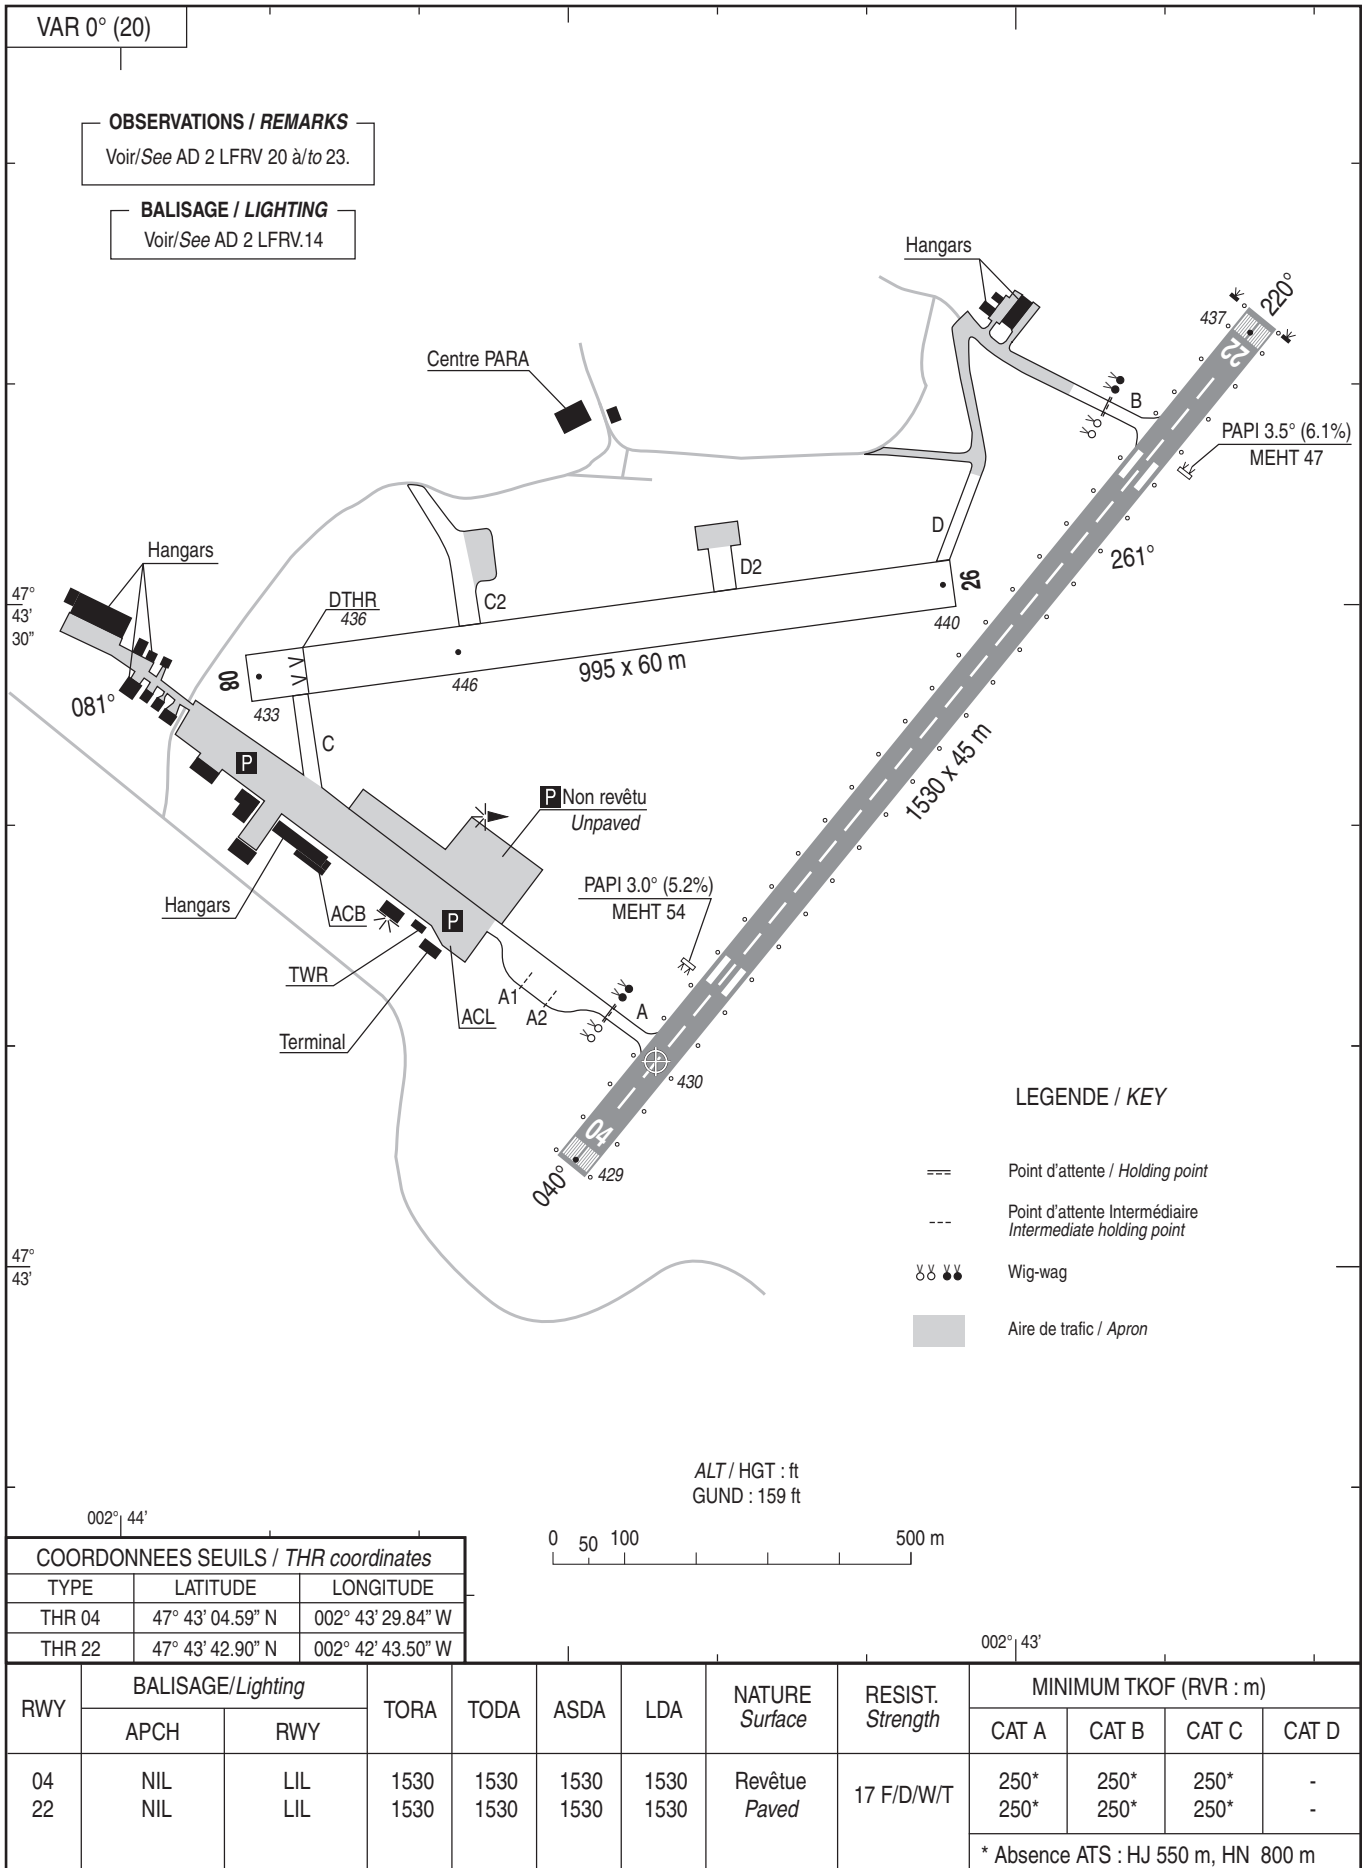 VAR 0° (20)
OBSERVATIONS / REMARKS
Voir/See AD 2 LFRV 20 à/to 23.
BALISAGE / LIGHTING
Voir/See AD 2 LFRV.14
Hangars
220°
437
22
Centre PARA
B
PAPI 3.5° (6.1%)
MEHT 47
D
261°
Hangars
D2
26
47°
43'
30"
DTHR
436
C2
440
995 x 60 m
08
446
081°
433
C
P
P Non revêtu
Unpaved
1530 x 45 m
PAPI 3.0° (5.2%)
MEHT 54
Hangars
ACB
P
TWR
A1
A2
A
ACL
Terminal
430
04
429
040°
LEGENDE / KEY
Point d'attente / Holding point
Point d'attente Intermédiaire
Intermediate holding point
Wig-wag
Aire de trafic / Apron
47°
43'
ALT / HGT : ft
GUND : 159 ft
002° 44'
0 50 100 500 m
COORDONNEES SEUILS / THR coordinates
TYPE LATITUDE LONGITUDE
THR 04 47° 43' 04.59" N 002° 43' 29.84" W
THR 22 47° 43' 42.90" N 002° 42' 43.50" W
002° 43'
RWY BALISAGE/Lighting TORA TODA ASDA LDA NATURE Surface RESIST. Strength MINIMUM TKOF (RVR : m)
APCH RWY CAT A CAT B CAT C CAT D
04 NIL LIL 1530 1530 1530 1530 Revêtue 17 F/D/W/T 250* 250* 250* -
22 NIL LIL 1530 1530 1530 1530 Paved 250* 250* 250* -
* Absence ATS : HJ 550 m, HN 800 m